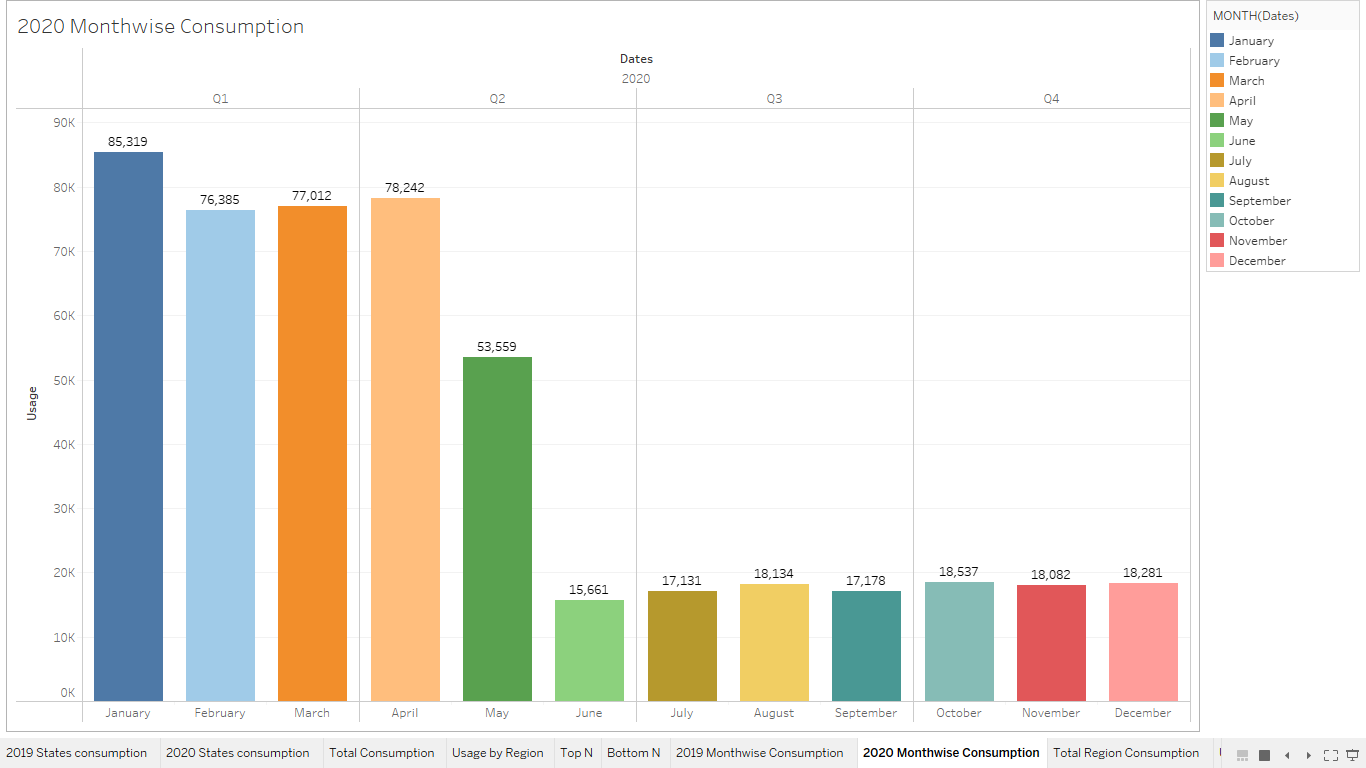 2020 Monthwise Consumption
Dates
2020
Q1 Q2 Q3 Q4
90K
80K
70K
60K
50K
40K
30K
20K
10K
0K
Usage
85,319
76,385
77,012
78,242
53,559
15,661
17,131
18,134
17,178
18,537
18,082
18,281
January February March April May June July August September October November December
MONTH(Dates)
January
February
March
April
May
June
July
August
September
October
November
December
2019 States consumption 2020 States consumption Total Consumption Usage by Region Top N Bottom N 2019 Monthwise Consumption 2020 Monthwise Consumption Total Region Consumption